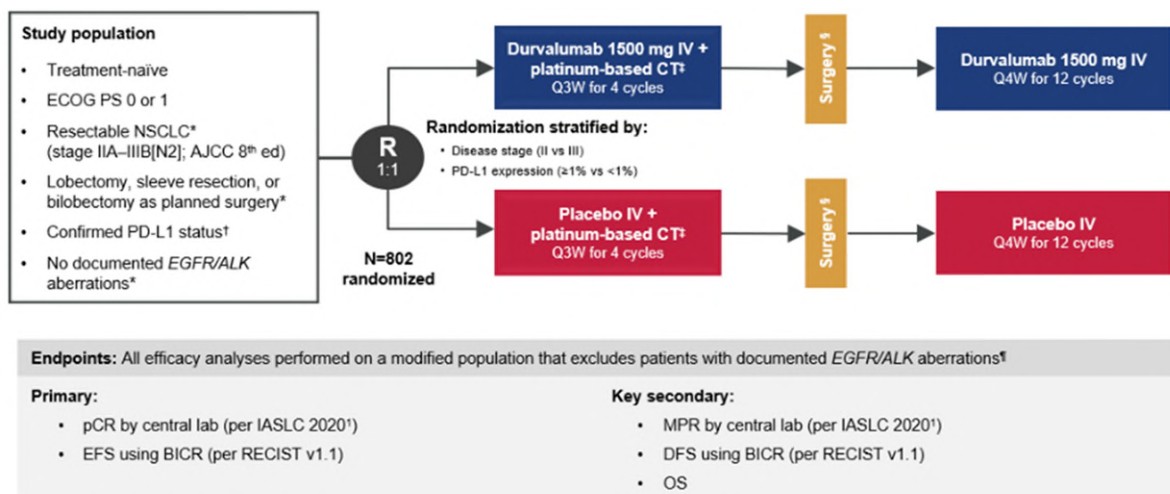 Study population
• Treatment-naïve
• ECOG PS 0 or 1
• Resectable NSCLC*
(stage IIA–IIIB[N2]; AJCC 8th ed)
• Lobectomy, sleeve resection, or
bilobectomy as planned surgery*
• Confirmed PD-L1 status†
• No documented EGFR/ALK
aberrations*
R
1:1
Randomization stratified by:
• Disease stage (II vs III)
• PD-L1 expression (≥1% vs <1%)
N=802
randomized
Durvalumab 1500 mg IV +
platinum-based CT‡
Q3W for 4 cycles
Surgery§
Durvalumab 1500 mg IV
Q4W for 12 cycles
Placebo IV +
platinum-based CT‡
Q3W for 4 cycles
Surgery§
Placebo IV
Q4W for 12 cycles
Endpoints: All efficacy analyses performed on a modified population that excludes patients with documented EGFR/ALK aberrations¶
Primary:
• pCR by central lab (per IASLC 2020¹)
• EFS using BICR (per RECIST v1.1)
Key secondary:
• MPR by central lab (per IASLC 2020¹)
• DFS using BICR (per RECIST v1.1)
• OS